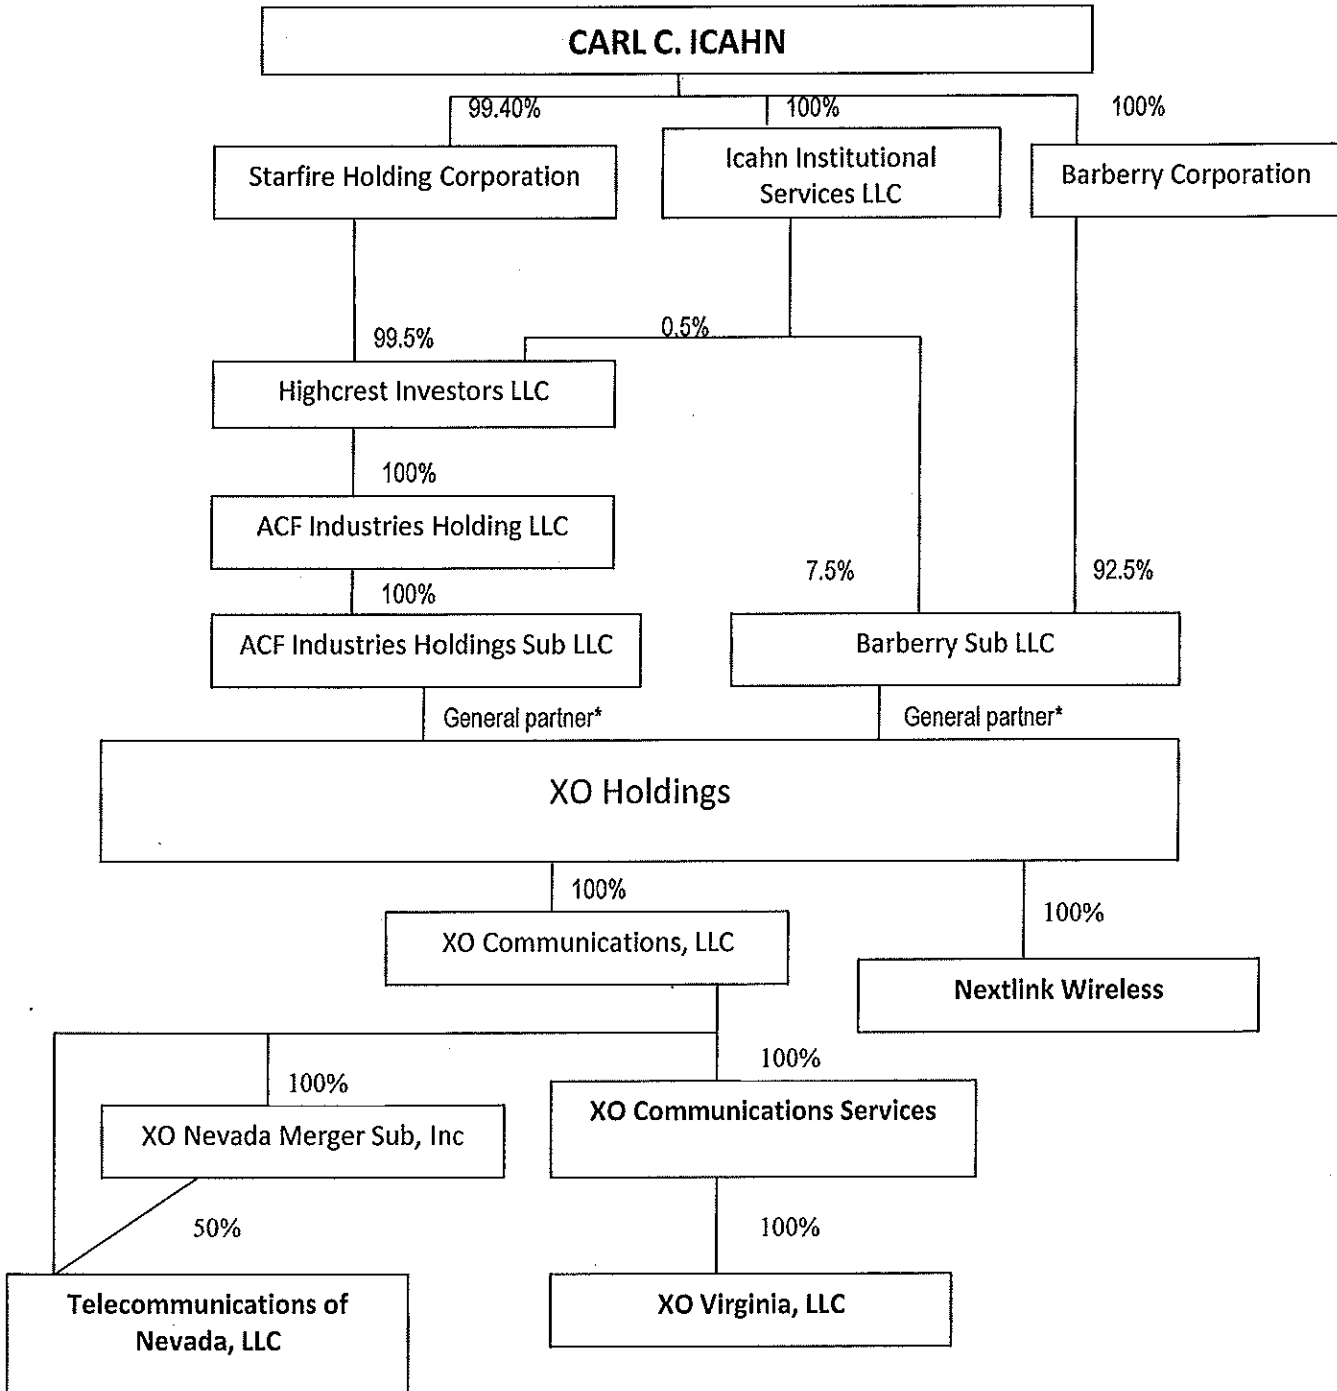 CARL C. ICAHN
99.40%
100%
100%
Starfire Holding Corporation
Icahn Institutional
Services LLC
Barberry Corporation
99.5%
0.5%
Highcrest Investors LLC
100%
ACF Industries Holding LLC
100%
7.5%
92.5%
ACF Industries Holdings Sub LLC
Barberry Sub LLC
General partner*
General partner*
XO Holdings
100%
100%
XO Communications, LLC
Nextlink Wireless
100%
100%
XO Nevada Merger Sub, Inc
XO Communications Services
50%
100%
Telecommunications of
Nevada, LLC
XO Virginia, LLC